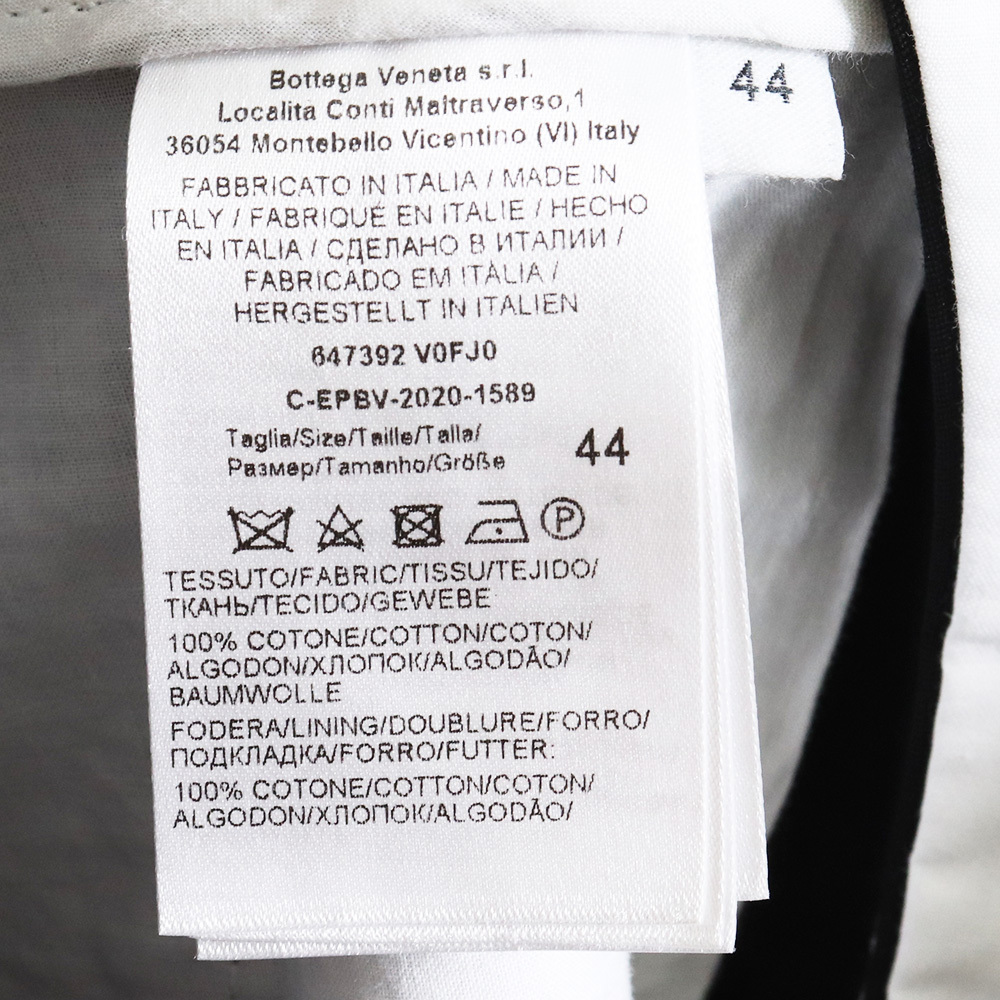 Bottega Veneta s.r.l.
Localita Conti Maltraverso,1
36054 Montebello Vicentino (VI) Italy
44
FABBRICATO IN ITALIA / MADE IN
ITALY / FABRIQUÉ EN ITALIE / HECHO
EN ITALIA / СДЕЛАНО В ИТАЛИИ /
FABRICADO EM ITALIA /
HERGESTELLT IN ITALIEN
647392 V0FJ0
C-EPBV-2020-1589
Taglia/Size/Taille/Talla/
Размер/Tamanho/Größe
44
P
TESSUTO/FABRIC/TISSU/TEJIDO/
ТКАНЬ/TECIDO/GEWEBE
100% COTONE/COTTON/COTON/
ALGODON/ХЛОПОК/ALGODÃO/
BAUMWOLLE
FODERA/LINING/DOUBLURE/FORRO/
ПОДКЛАДКА/FORRO/FUTTER:
100% COTONE/COTTON/COTON/
ALGODON/ХЛОПОК/ALGODÃO/